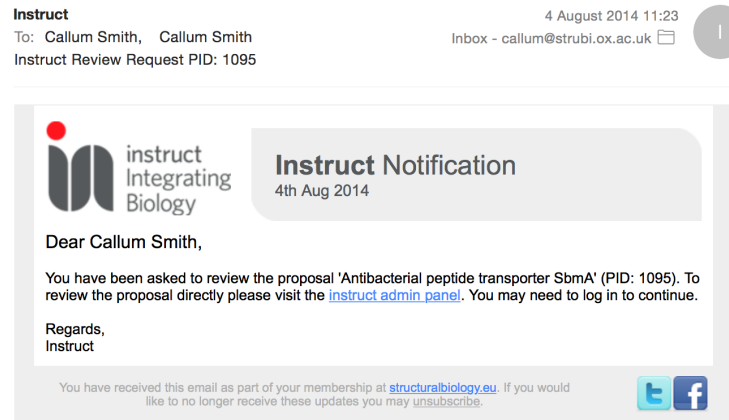 Instruct
4 August 2014 11:23
To: Callum Smith, Callum Smith
Inbox - callum@strubi.ox.ac.uk
Instruct Review Request PID: 1095
I
instruct
Integrating
Biology
Instruct Notification
4th Aug 2014
Dear Callum Smith,
You have been asked to review the proposal 'Antibacterial peptide transporter SbmA' (PID: 1095). To
review the proposal directly please visit the instruct admin panel. You may need to log in to continue.
Regards,
Instruct
You have received this email as part of your membership at structuralbiology.eu. If you would
like to no longer receive these updates you may unsubscribe.